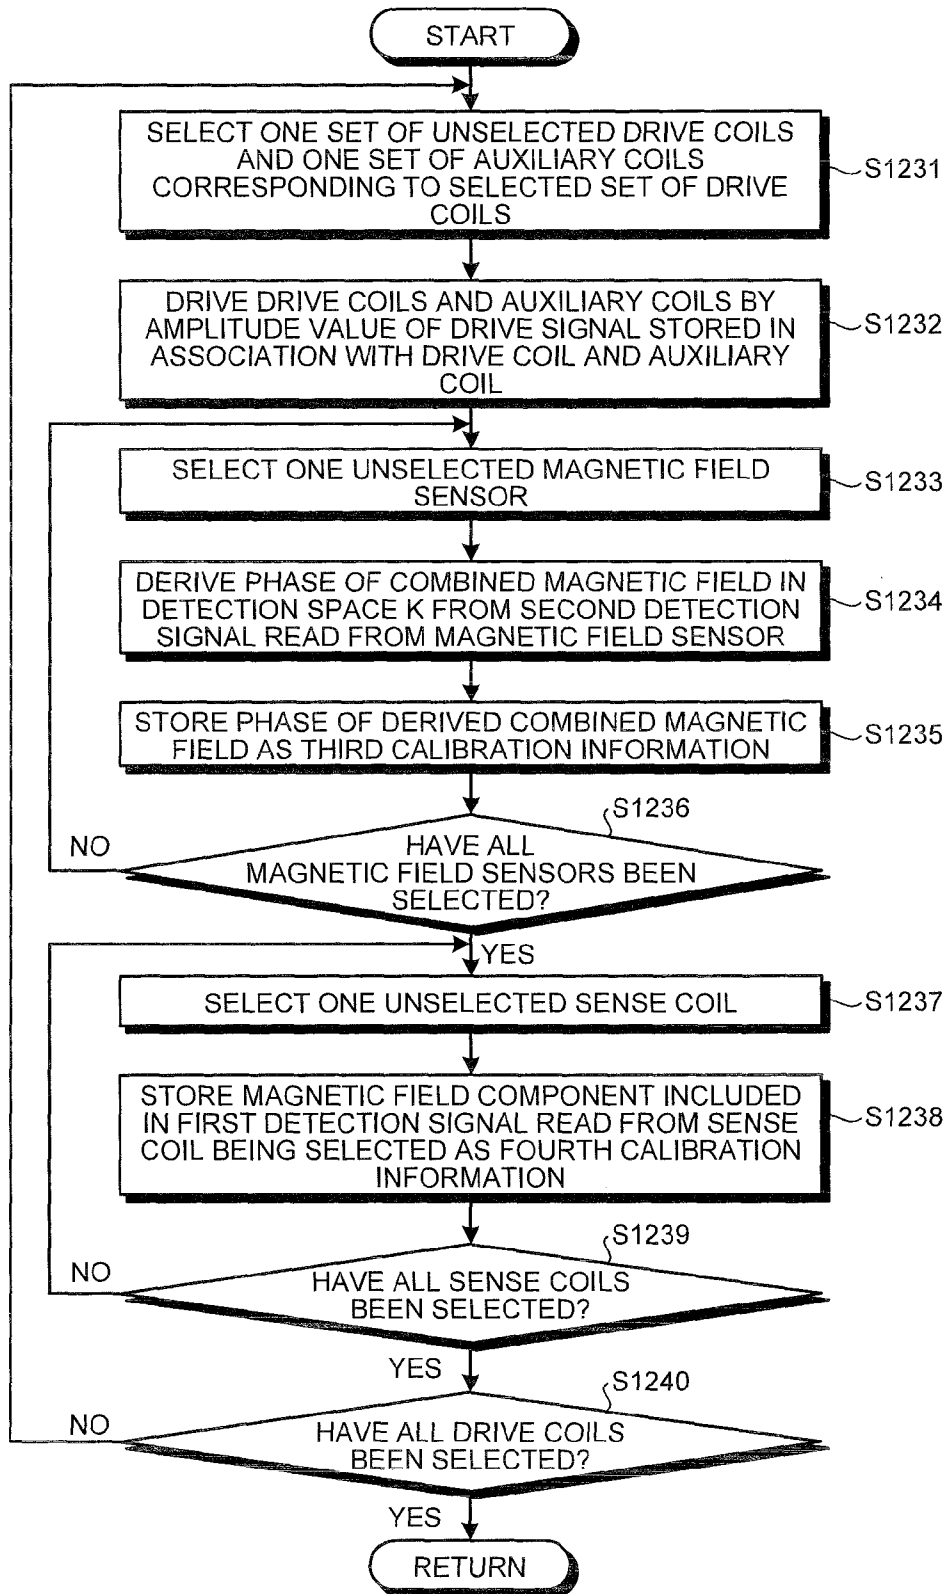 START
SELECT ONE SET OF UNSELECTED DRIVE COILS
AND ONE SET OF AUXILIARY COILS
CORRESPONDING TO SELECTED SET OF DRIVE
COILS
S1231
DRIVE DRIVE COILS AND AUXILIARY COILS BY
AMPLITUDE VALUE OF DRIVE SIGNAL STORED IN
ASSOCIATION WITH DRIVE COIL AND AUXILIARY
COIL
S1232
SELECT ONE UNSELECTED MAGNETIC FIELD
SENSOR
S1233
DERIVE PHASE OF COMBINED MAGNETIC FIELD IN
DETECTION SPACE K FROM SECOND DETECTION
SIGNAL READ FROM MAGNETIC FIELD SENSOR
S1234
STORE PHASE OF DERIVED COMBINED MAGNETIC
FIELD AS THIRD CALIBRATION INFORMATION
S1235
S1236
NO
HAVE ALL
MAGNETIC FIELD SENSORS BEEN
SELECTED?
YES
SELECT ONE UNSELECTED SENSE COIL
S1237
STORE MAGNETIC FIELD COMPONENT INCLUDED
IN FIRST DETECTION SIGNAL READ FROM SENSE
COIL BEING SELECTED AS FOURTH CALIBRATION
INFORMATION
S1238
S1239
NO
HAVE ALL SENSE COILS
BEEN SELECTED?
YES
S1240
NO
HAVE ALL DRIVE COILS
BEEN SELECTED?
YES
RETURN